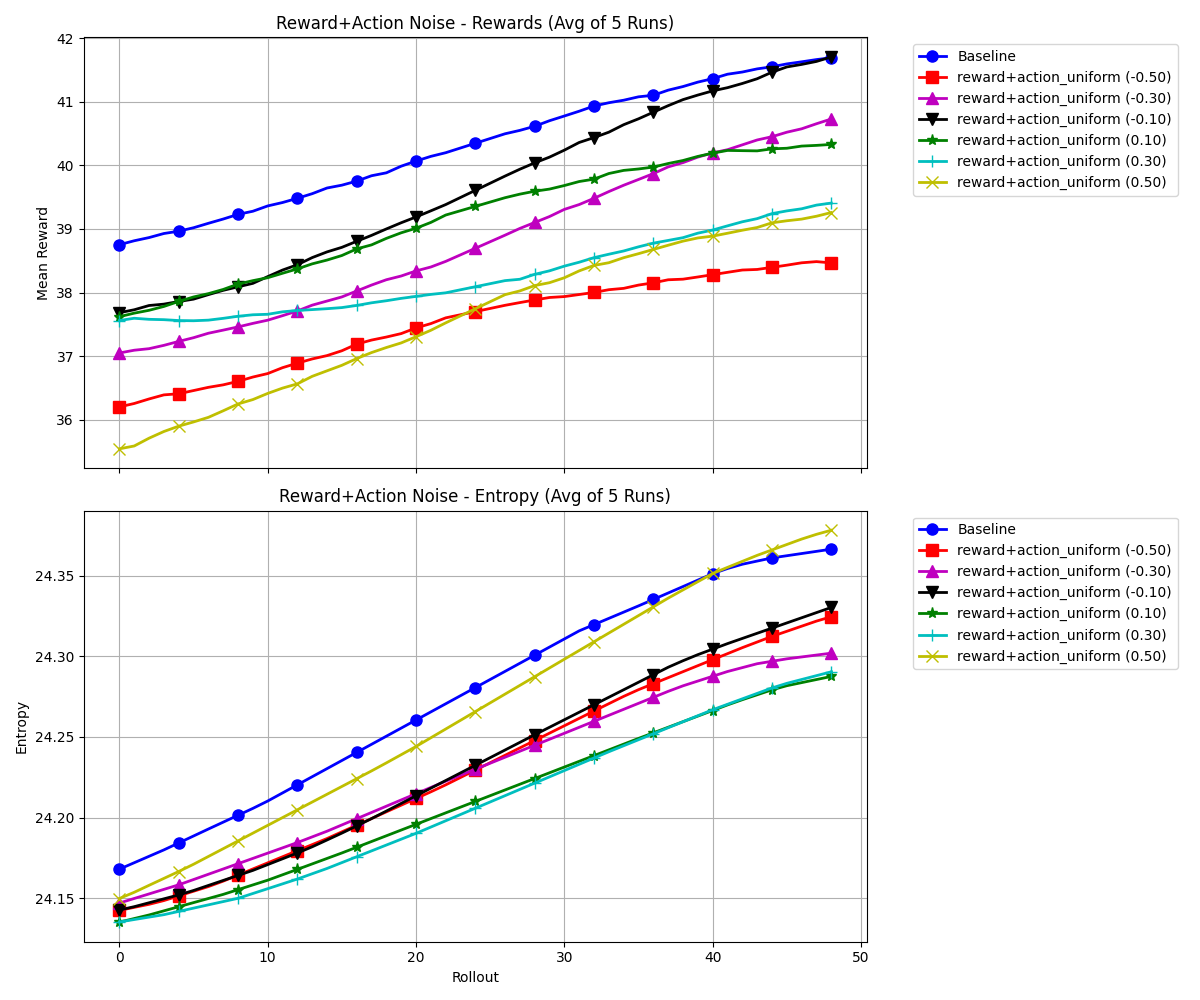 Reward+Action Noise - Rewards (Avg of 5 Runs)
42
41
40
39
38
37
36
Mean Reward
Baseline
reward+action_uniform (-0.50)
reward+action_uniform (-0.30)
reward+action_uniform (-0.10)
reward+action_uniform (0.10)
reward+action_uniform (0.30)
reward+action_uniform (0.50)
Reward+Action Noise - Entropy (Avg of 5 Runs)
24.35
24.30
24.25
24.20
24.15
Entropy
0 10 20 30 40 50
Rollout
Baseline
reward+action_uniform (-0.50)
reward+action_uniform (-0.30)
reward+action_uniform (-0.10)
reward+action_uniform (0.10)
reward+action_uniform (0.30)
reward+action_uniform (0.50)